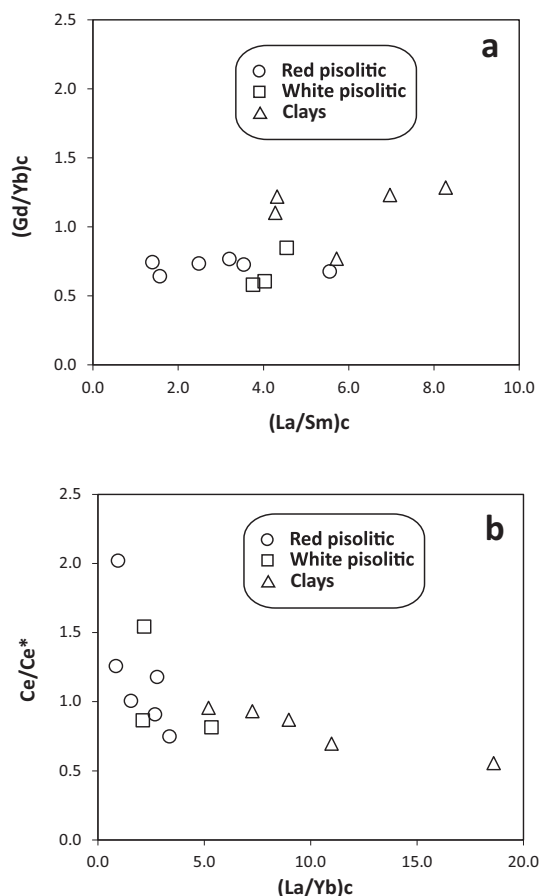 2.5
a
Red pisolitic
2.0
White pisolitic
Clays
1.5
(Gd/Yb)c
1.0
0.5
0.0
0.0 2.0 4.0 6.0 8.0 10.0
(La/Sm)c
2.5
b
Red pisolitic
2.0
White pisolitic
Clays
1.5
Ce/Ce*
1.0
0.5
0.0
0.0 5.0 10.0 15.0 20.0
(La/Yb)c